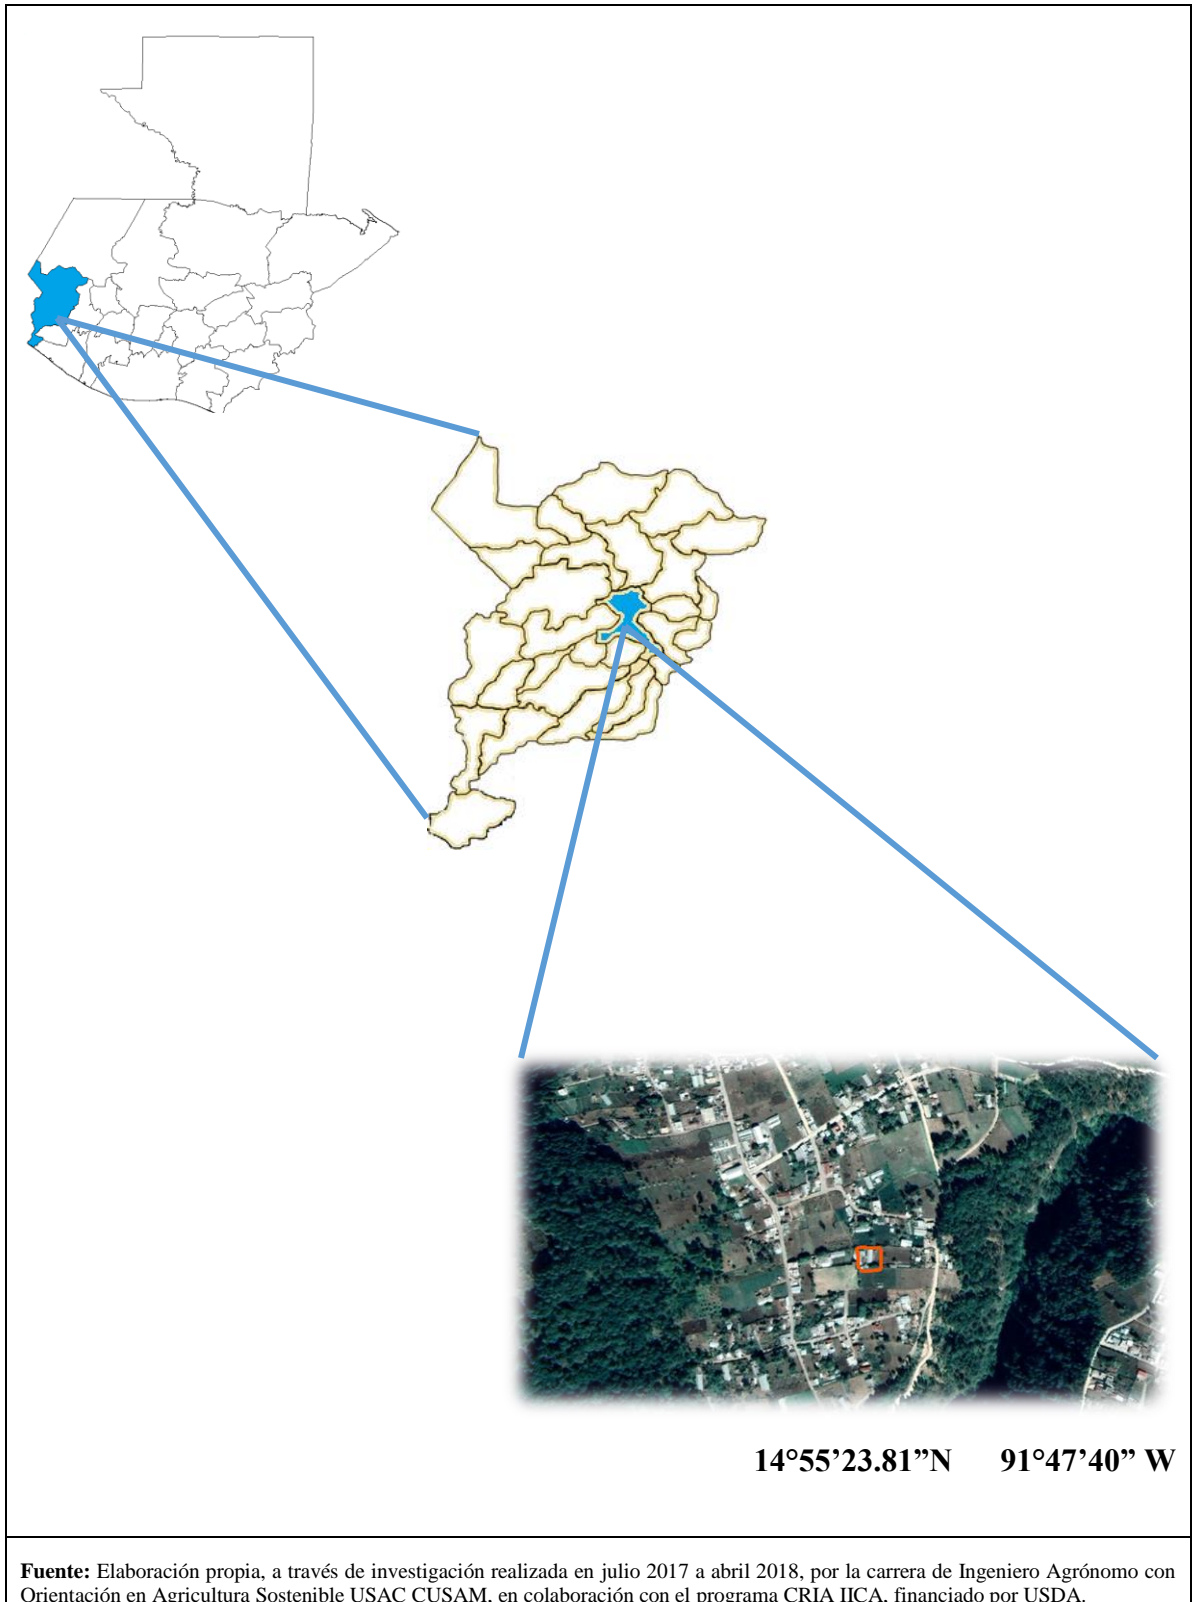 14°55’23.81”N 91°47’40” W
Fuente: Elaboración propia, a través de investigación realizada en julio 2017 a abril 2018, por la carrera de Ingeniero Agrónomo con
Orientación en Agricultura Sostenible USAC CUSAM, en colaboración con el programa CRIA IICA, financiado por USDA.